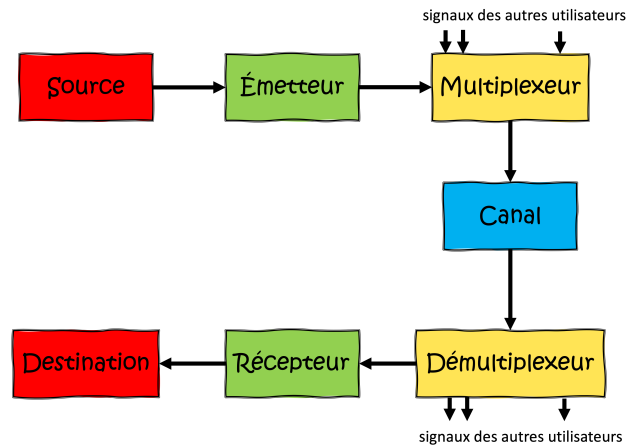 signaux des autres utilisateurs
Source
Émetteur
Multiplexeur
Canal
Destination
Récepteur
Démultiplexeur
signaux des autres utilisateurs